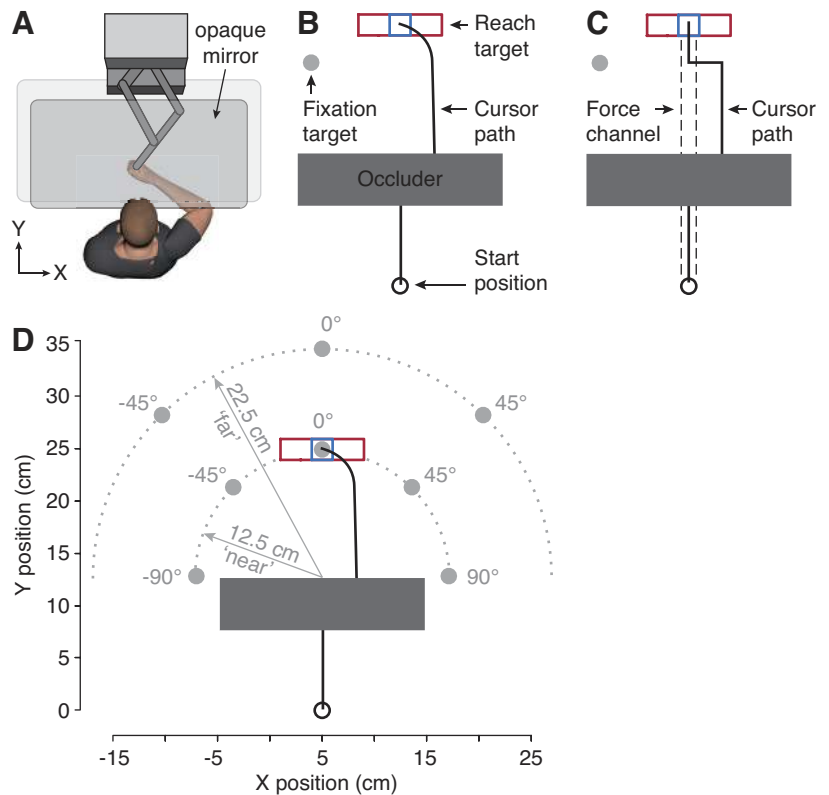 A
opaque
mirror
Y
X
B
Reach
target
Fixation
target
Cursor
path
Occluder
Start
position
C
Force
channel
Cursor
path
D
35
30
25
20
15
10
5
0
Y position (cm)
0°
-45°
45°
22.5 cm
'far'
0°
-45°
45°
12.5 cm
'near'
-90°
90°
-15
-5
5
15
25
X position (cm)